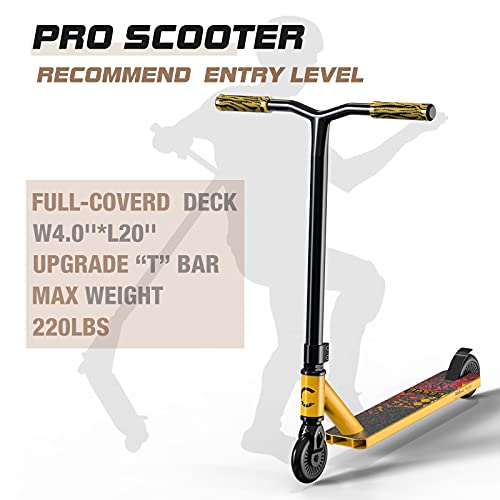 PRO SCOOTER
RECOMMEND ENTRY LEVEL
FULL-COVERD DECK
W4.0''*L20''
UPGRADE “T” BAR
MAX WEIGHT
220LBS
C